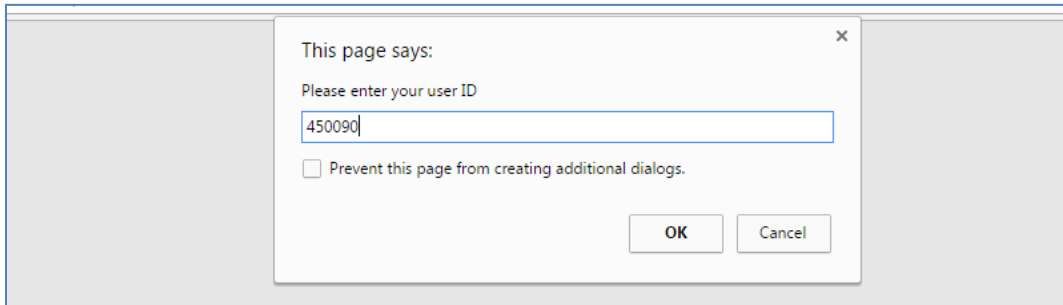 This page says:
Please enter your user ID
450090
Prevent this page from creating additional dialogs.
OK Cancel